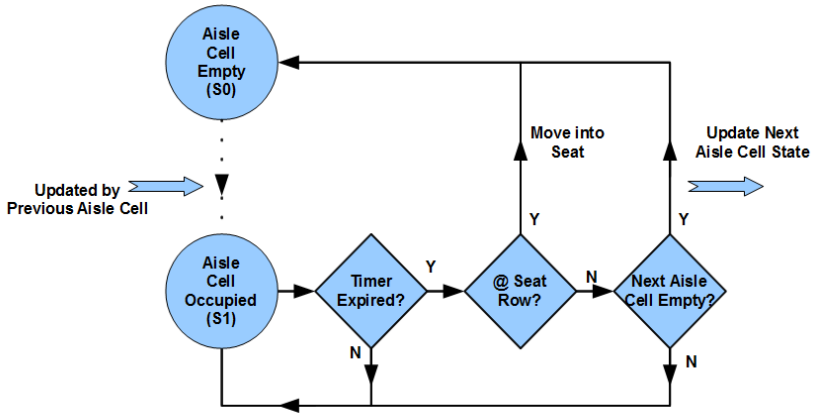 Aisle
Cell
Empty
(S0)
Move into
Seat
Update Next
Aisle Cell State
Updated by
Previous Aisle Cell
Y
Y
Aisle
Cell
Occupied
(S1)
Timer
Expired?
Y
@ Seat
Row?
N
Next Aisle
Cell Empty?
N
N